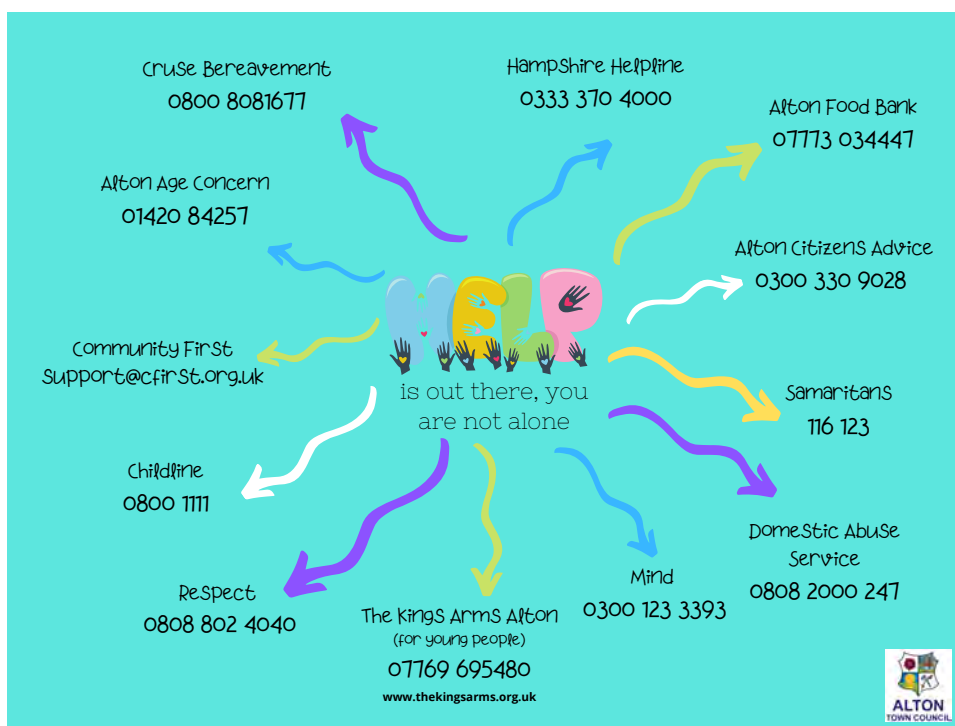 Cruse Bereavement
0800 8081677
Hampshire Helpline
0333 370 4000
Alton Food Bank
07773 034447
Alton Age Concern
01420 84257
Alton Citizens Advice
0300 330 9028
HELP
is out there, you
are not alone
Community First
support@cfirst.org.uk
Samaritans
116 123
Childline
0800 1111
Domestic Abuse
Service
0808 2000 247
Respect
0808 802 4040
The Kings Arms Alton
(for young people)
07769 695480
www.thekingsarms.org.uk
Mind
0300 123 3393
ALTON
TOWN COUNCIL